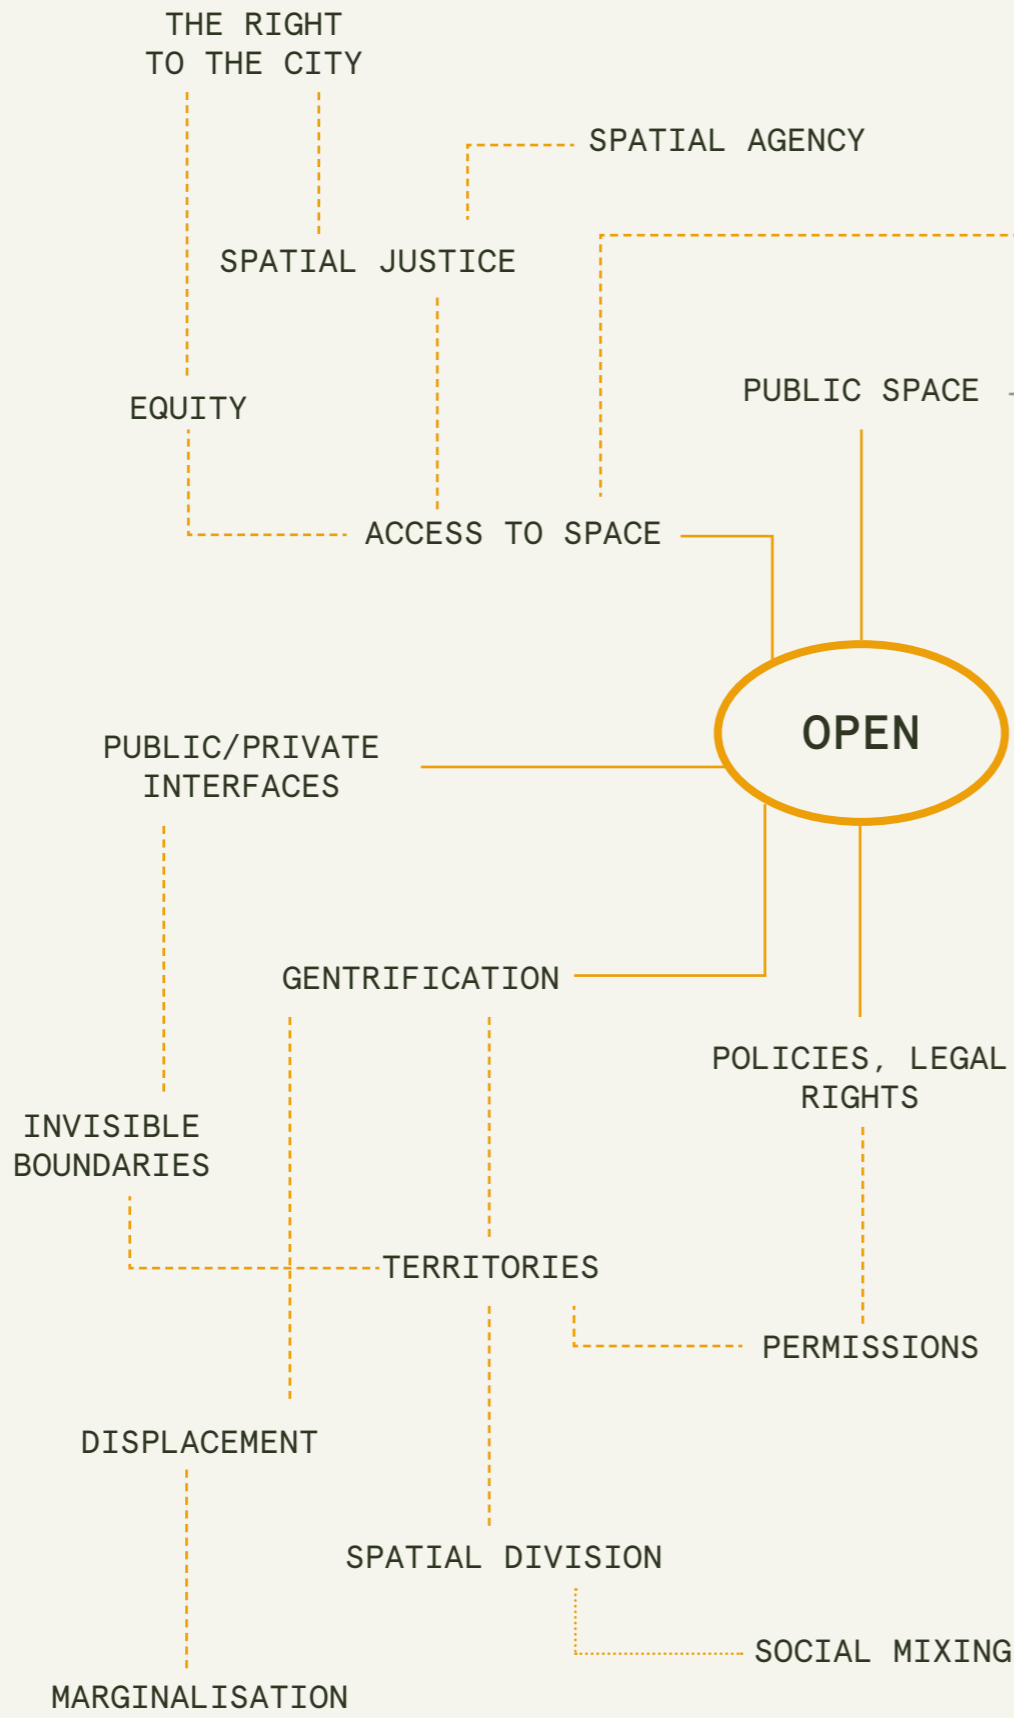 THE RIGHT
TO THE CITY
SPATIAL AGENCY
SPATIAL JUSTICE
PUBLIC SPACE
EQUITY
ACCESS TO SPACE
OPEN
PUBLIC/PRIVATE
INTERFACES
GENTRIFICATION
POLICIES, LEGAL
RIGHTS
INVISIBLE
BOUNDARIES
TERRITORIES
PERMISSIONS
DISPLACEMENT
SPATIAL DIVISION
SOCIAL MIXING
MARGINALISATION